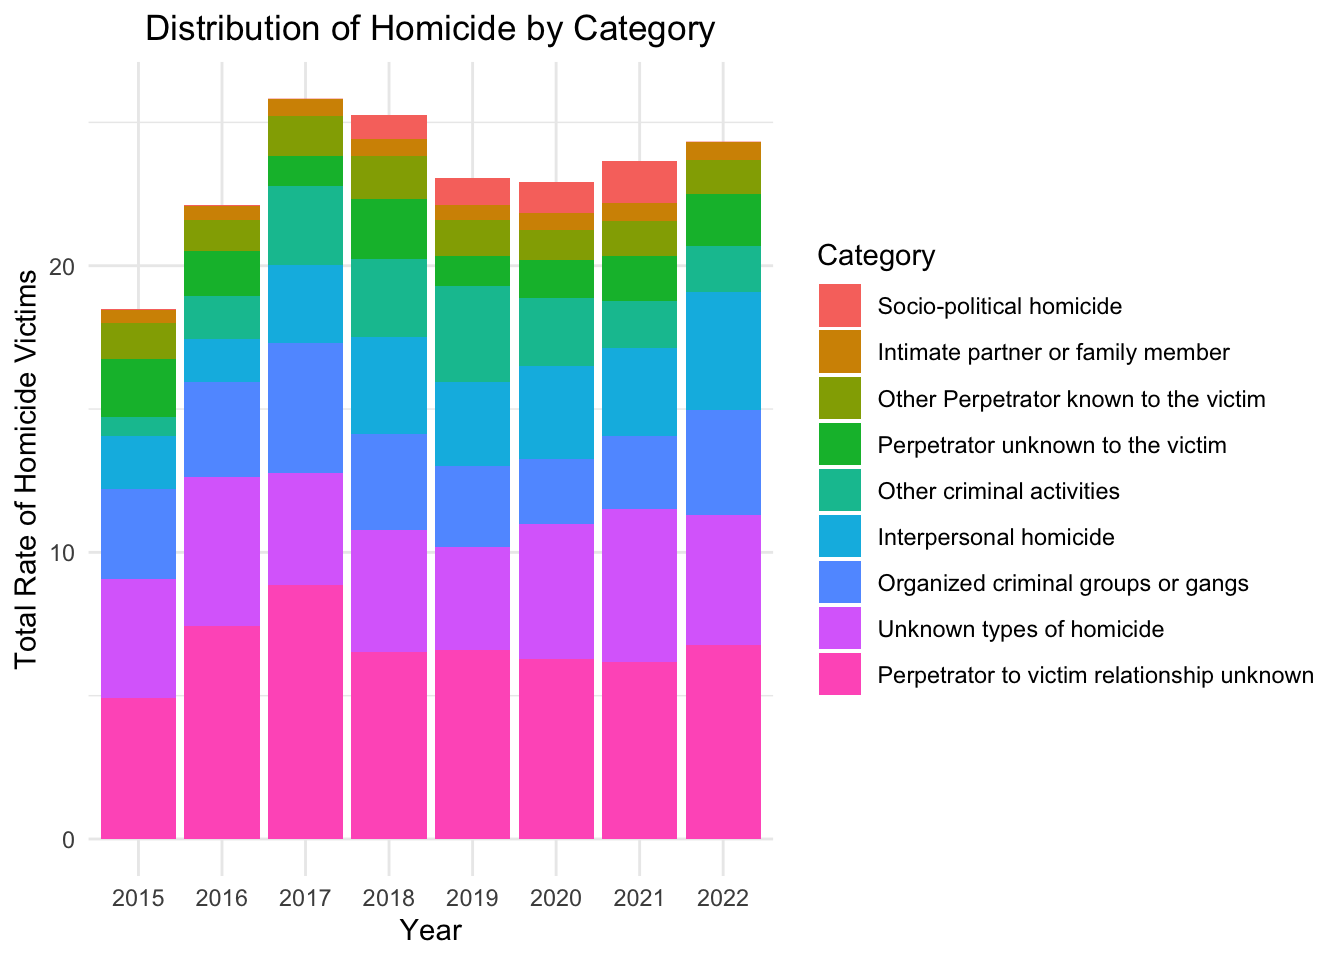 Distribution of Homicide by Category
Total Rate of Homicide Victims
20
10
0
2015 2016 2017 2018 2019 2020 2021 2022
Year
Category
Socio-political homicide
Intimate partner or family member
Other Perpetrator known to the victim
Perpetrator unknown to the victim
Other criminal activities
Interpersonal homicide
Organized criminal groups or gangs
Unknown types of homicide
Perpetrator to victim relationship unknown